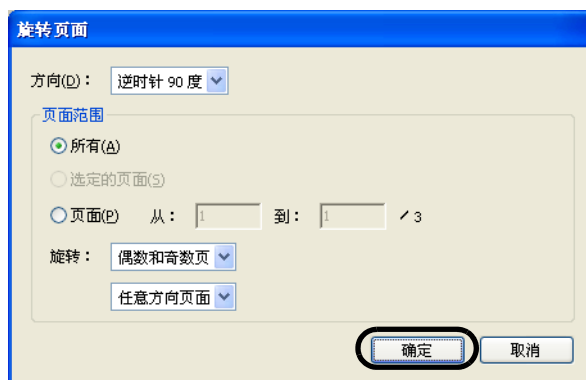 旋转页面
方向(D)： 逆时针 90 度
页面范围
所有(A)
选定的页面(S)
页面(P) 从： 1 到： 1 / 3
旋转： 偶数和奇数页
任意方向页面
确定 取消